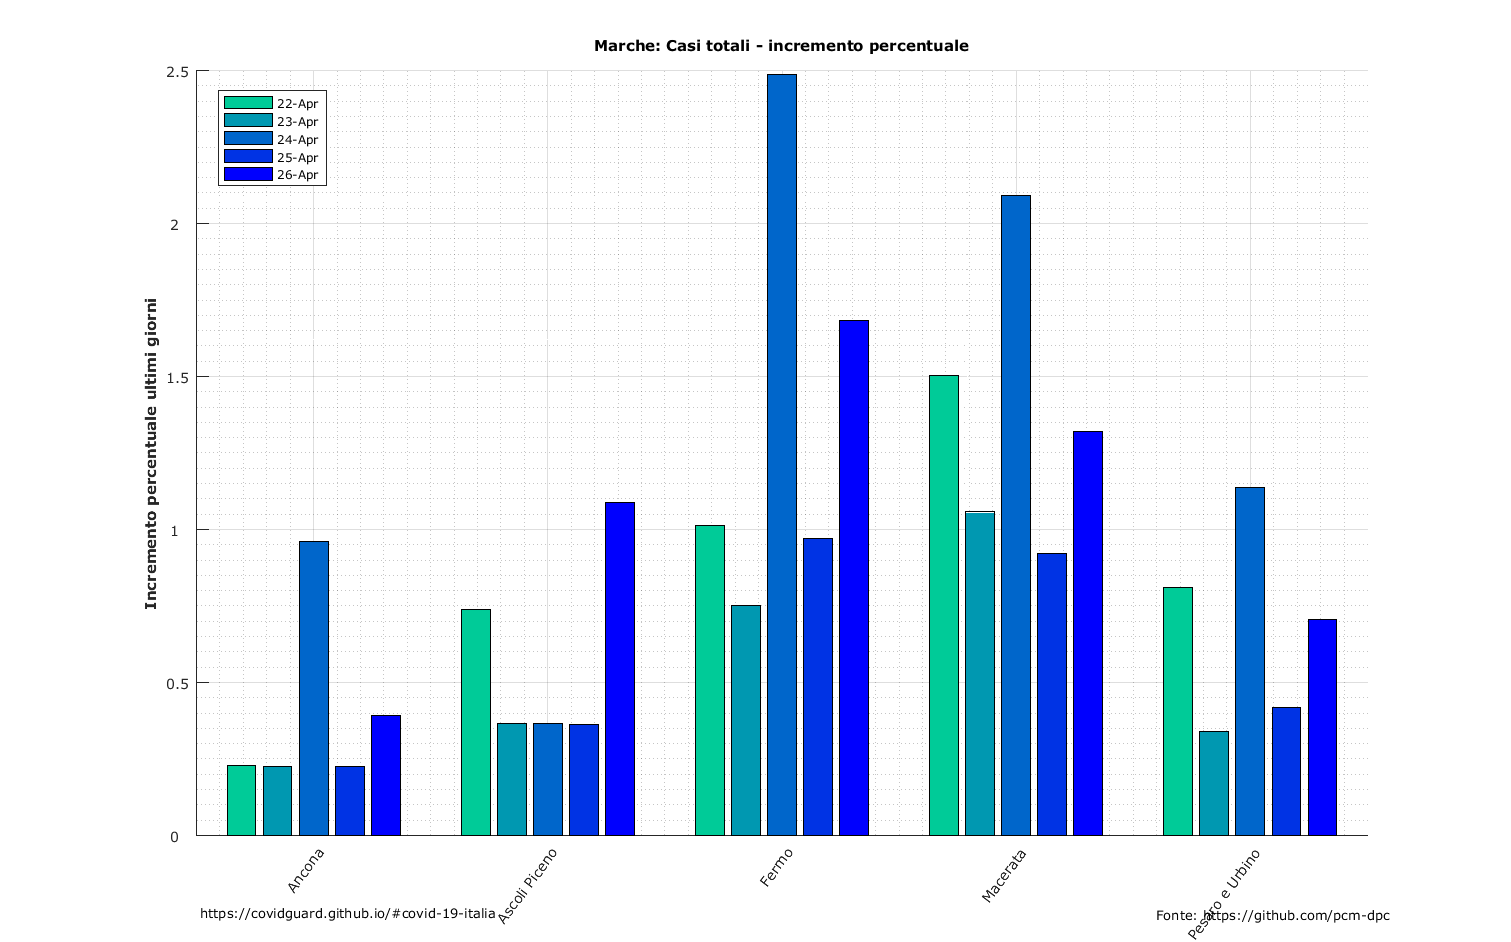 Marche: Casi totali - incremento percentuale
2.5
2
1.5
1
0.5
0
Incremento percentuale ultimi giorni
22-Apr
23-Apr
24-Apr
25-Apr
26-Apr
Ancona
Ascoli Piceno
Fermo
Macerata
Pesaro e Urbino
https://covidguard.github.io/#covid-19-italia
Fonte: https://github.com/pcm-dpc